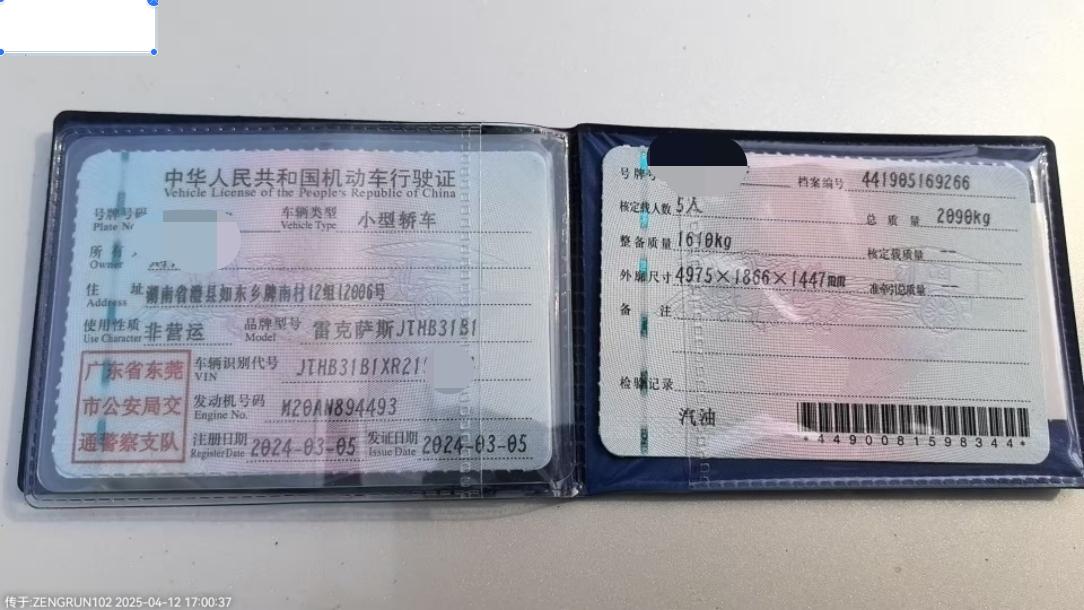 中华人民共和国机动车行驶证
Vehicle License of the People's Republic of China
号牌号码
Plate No
车辆类型 小型轿车
Vehicle Type
所有
Owner
住 址 湖南省澧县如东乡牌南村12组12006号
Address
使用性质 非营运
Use Character
品牌型号 雷克萨斯JTHB31B1
Model
广东省东莞
市公安局交
通警察支队
车辆识别代号 JTHB31B1XR21
VIN
发动机号码 M20AN894493
Engine No.
注册日期 2024-03-05
Register Date
发证日期 2024-03-05
Issue Date
号牌
档案编号 441905169266
核定载人数 5人
总质量 2090kg
整备质量 1610kg
核定载质量 --
外廓尺寸 4975×1866×1447mm
准牵引总质量 --
备 注
检验记录
汽油
*4490081598344*
传于:ZENGRUN102 2025-04-12 17:00:37